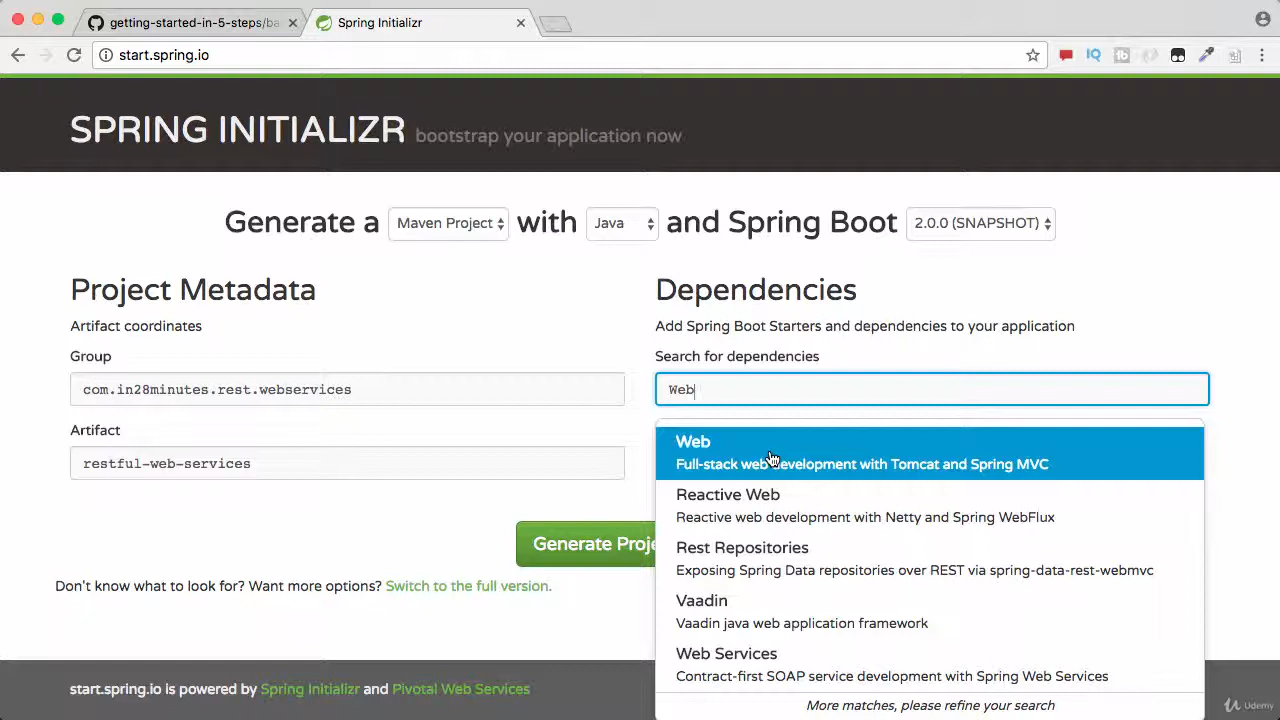 getting-started-in-5-steps/ba
Spring Initializr
start.spring.io
SPRING INITIALIZR bootstrap your application now
Generate a Maven Project with Java and Spring Boot 2.0.0 (SNAPSHOT)
Project Metadata
Artifact coordinates
Group
com.in28minutes.rest.webservices
Artifact
restful-web-services
Dependencies
Add Spring Boot Starters and dependencies to your application
Search for dependencies
Web
Web
Full-stack web development with Tomcat and Spring MVC
Reactive Web
Reactive web development with Netty and Spring WebFlux
Rest Repositories
Exposing Spring Data repositories over REST via spring-data-rest-webmvc
Vaadin
Vaadin java web application framework
Web Services
Contract-first SOAP service development with Spring Web Services
More matches, please refine your search
Generate Proje
Don't know what to look for? Want more options? Switch to the full version.
start.spring.io is powered by Spring Initializr and Pivotal Web Services
Udemy